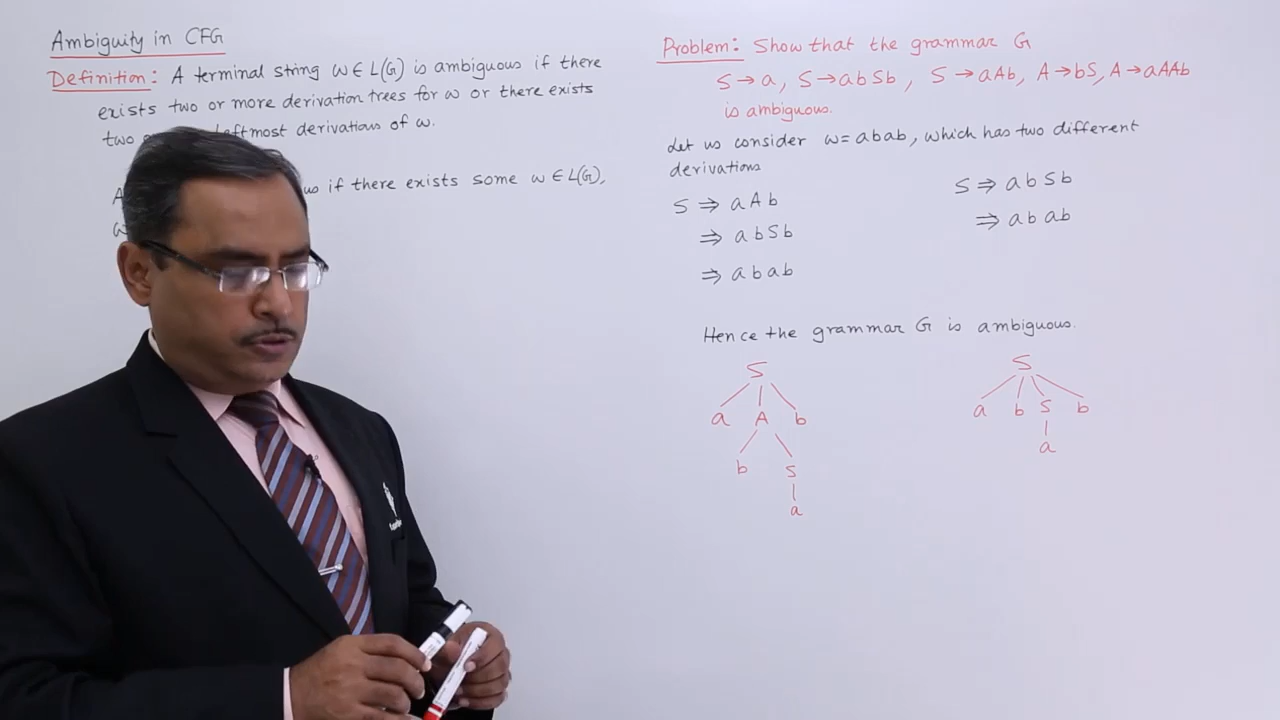 Ambiguity in CFG
Definition: A terminal string w ∈ L(G) is ambiguous if there
exists two or more derivation trees for w or there exists
two leftmost derivations of w.
if there exists some w ∈ L(G),
Problem: Show that the grammar G
S → a, S → abSb, S → aAb, A → bS, A → aAAb
is ambiguous.
Let us consider w = abab, which has two different
derivations
S ⇒ aAb
⇒ abSb
⇒ abab
S ⇒ abSb
⇒ abab
Hence the grammar G is ambiguous.
S
a A b
b S
a
S
a b S b
a